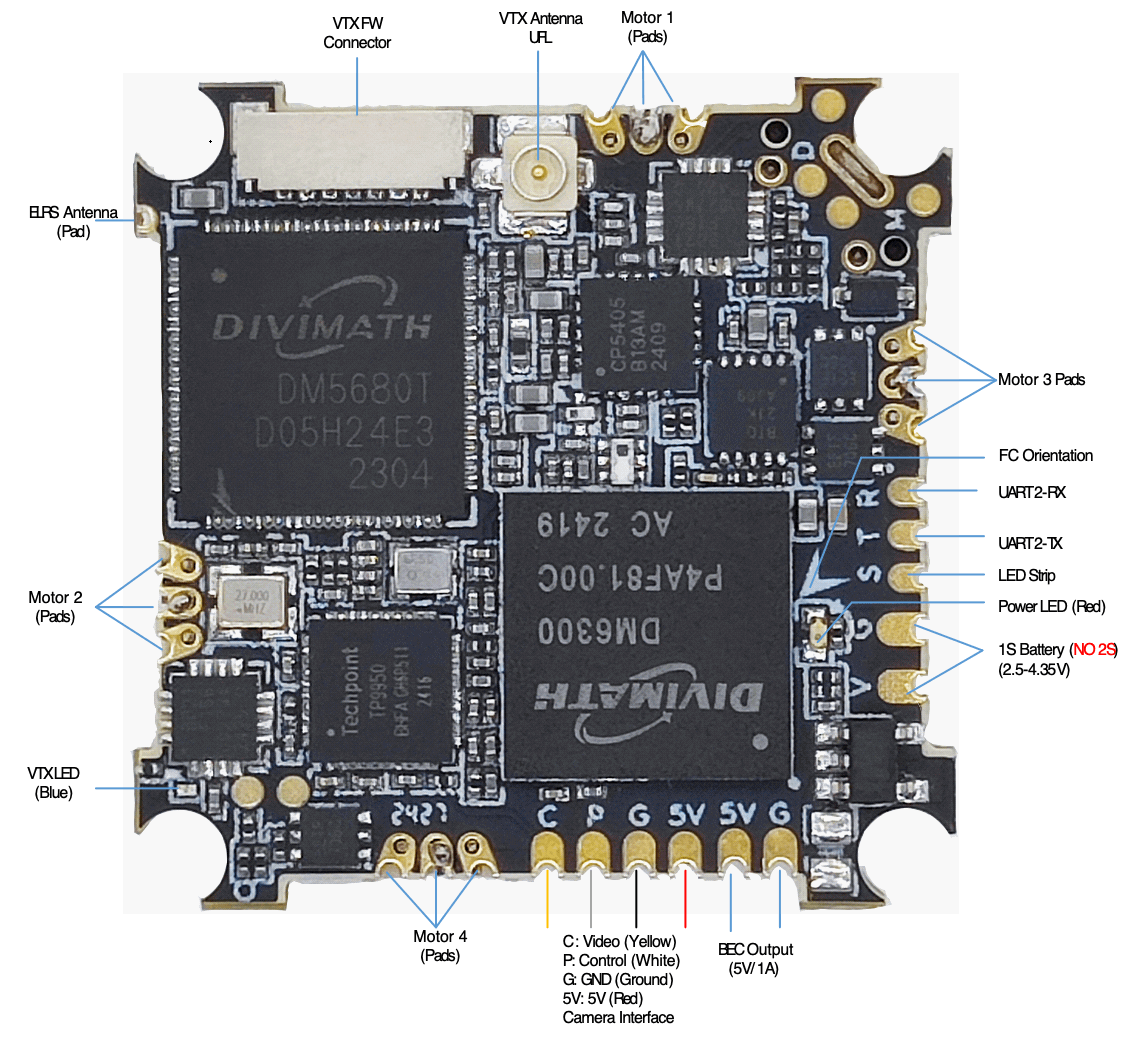 VTX FW
Connector
VTX Antenna
UFL
Motor 1
(Pads)
D
M
ELRS Antenna
(Pad)
DIVIMATH
DM5680T
D05H24E3
2304
CP5405
B13AM
2409
Motor 3 Pads
FC Orientation
R
UART2-RX
T
UART2-TX
S
LED Strip
Power LED (Red)
G
1S Battery (NO 2S)
(2.5-4.35V)
V
AC 2419
P4AF81.00C
DM6300
DIVIMATH
27.000
MHZ
Motor 2
(Pads)
Techpoint
TP9950
2416
VTX LED
(Blue)
2427
C P G 5V 5V G
Motor 4
(Pads)
C: Video (Yellow)
P: Control (White)
G: GND (Ground)
5V: 5V (Red)
Camera Interface
BEC Output
(5V/1A)